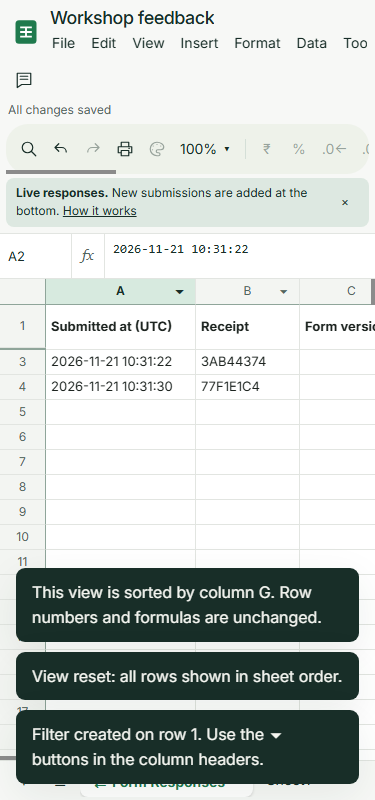 Workshop feedback
File Edit View Insert Format Data Too
All changes saved
100% ₹ % .0
Live responses. New submissions are added at the
bottom. How it works
A2 fx 2026-11-21 10:31:22
A B C
1 Submitted at (UTC) Receipt Form versi
3 2026-11-21 10:31:22 3AB44374
4 2026-11-21 10:31:30 77F1E1C4
5
6
7
8
9
10
11
This view is sorted by column G. Row
numbers and formulas are unchanged.
View reset: all rows shown in sheet order.
17
Filter created on row 1. Use the
buttons in the column headers.
Form Responses